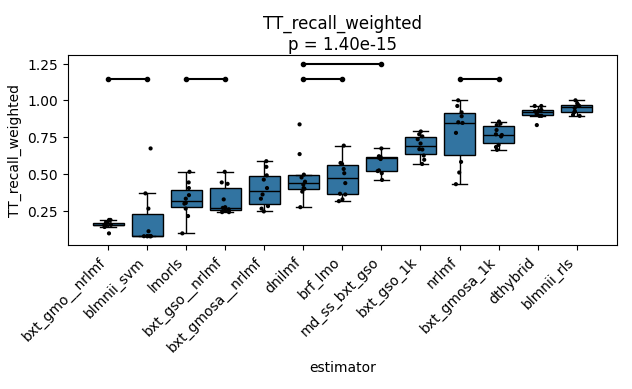 TT_recall_weighted
p = 1.40e-15
TT_recall_weighted
1.25
1.00
0.75
0.50
0.25
bxt_gmo__nrlmf
blmnii_svm
lmorls
bxt_gso__nrlmf
bxt_gmosa__nrlmf
dnilmf
brf_lmo
md_ss_bxt_gso
bxt_gso_1k
nrlmf
bxt_gmosa_1k
dthybrid
blmnii_rls
estimator